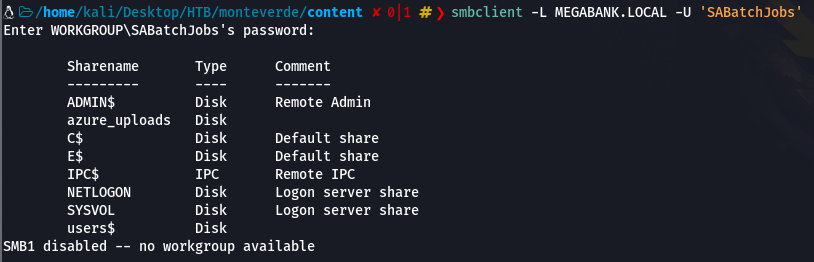 /home/kali/Desktop/HTB/monteverde/content ✘ 0|1 # ❯ smbclient -L MEGABANK.LOCAL -U 'SABatchJobs'
Enter WORKGROUP\SABatchJobs's password:
Sharename Type Comment
--------- ---- -------
ADMIN$ Disk Remote Admin
azure_uploads Disk
C$ Disk Default share
E$ Disk Default share
IPC$ IPC Remote IPC
NETLOGON Disk Logon server share
SYSVOL Disk Logon server share
users$ Disk
SMB1 disabled -- no workgroup available